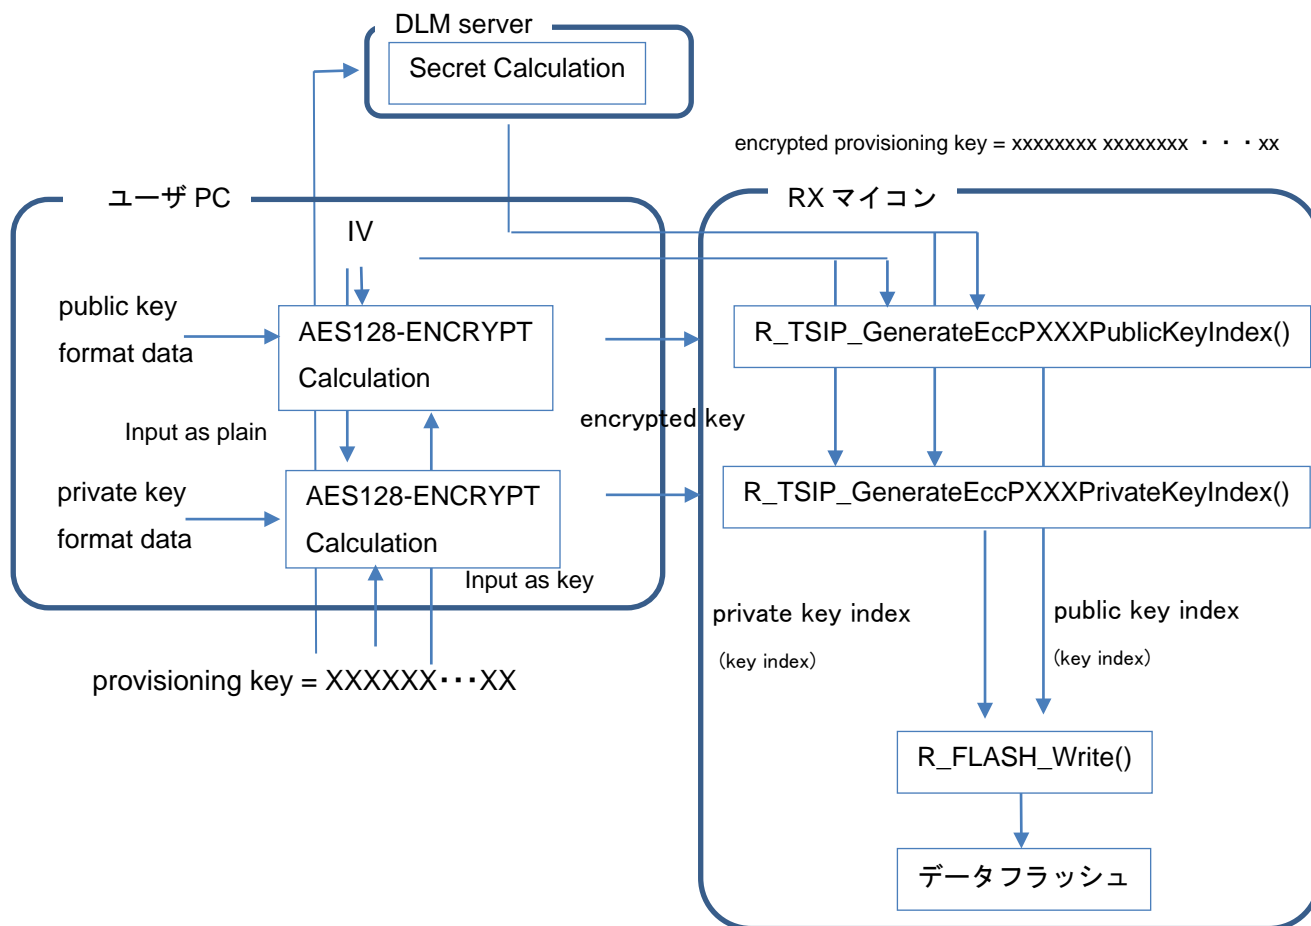 DLM server
Secret Calculation
encrypted provisioning key = xxxxxxxx xxxxxxxx ・・・xx
ユーザ PC
RX マイコン
IV
public key
format data
AES128-ENCRYPT
Calculation
R_TSIP_GenerateEccPXXXPublicKeyIndex()
Input as plain
encrypted key
private key
format data
AES128-ENCRYPT
Calculation
R_TSIP_GenerateEccPXXXPrivateKeyIndex()
Input as key
private key index
(key index)
public key index
(key index)
provisioning key = XXXXXX・・・XX
R_FLASH_Write()
データフラッシュ